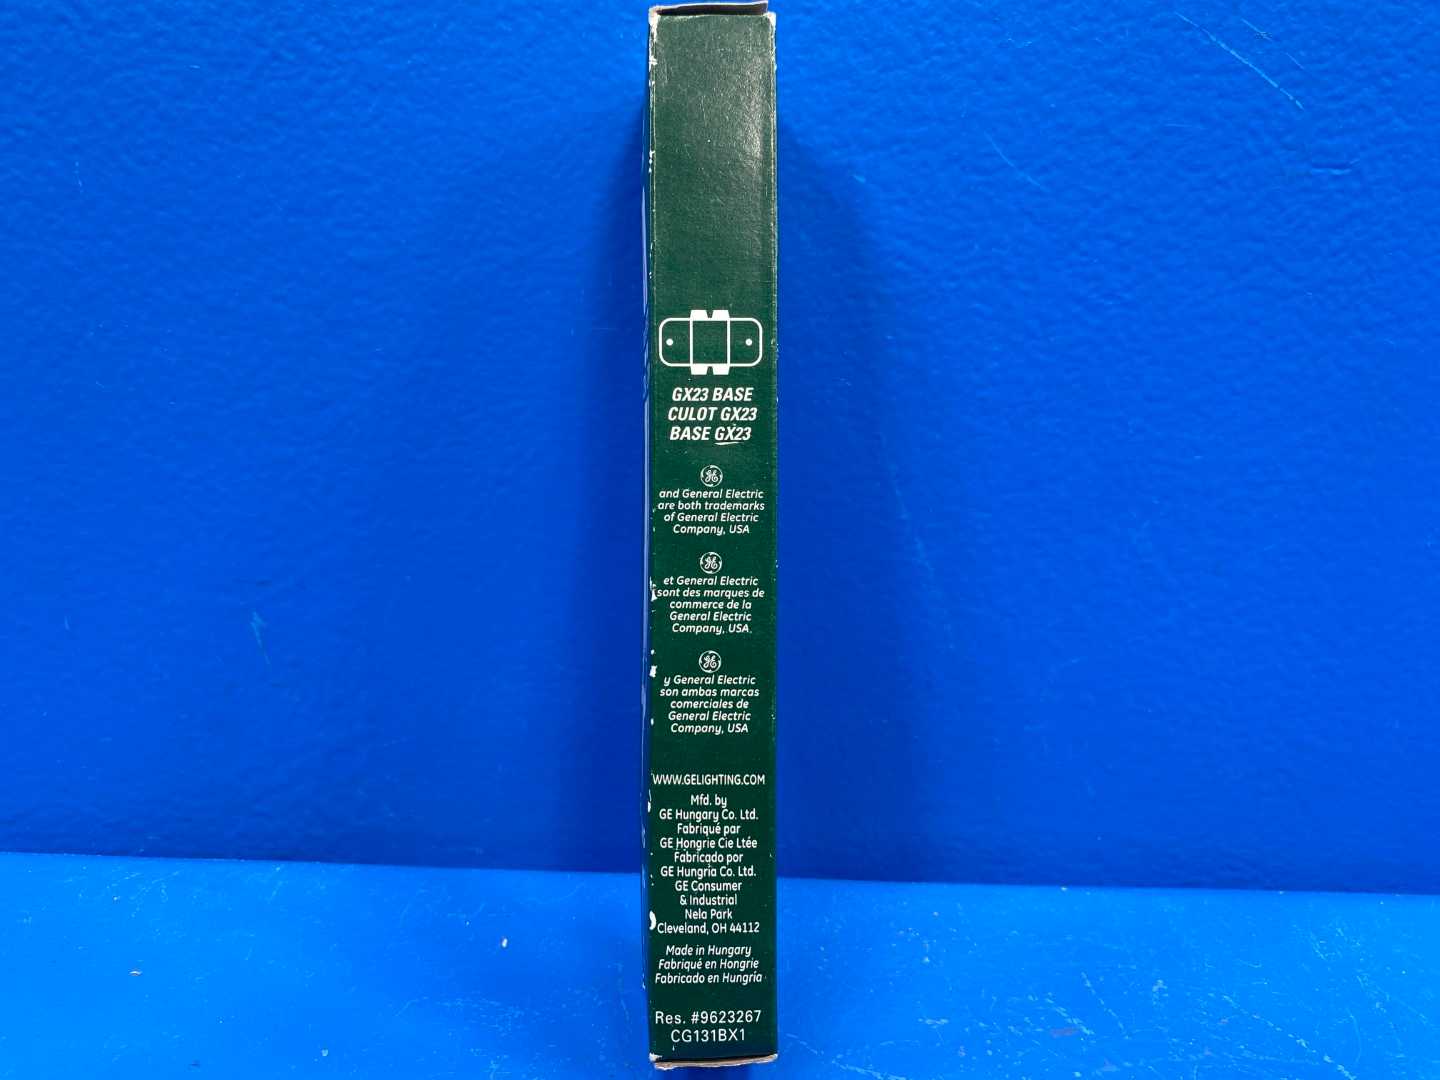 GX23 BASE
CULOT GX23
BASE GX23
GE
and General Electric
are both trademarks
of General Electric
Company, USA
GE
et General Electric
sont des marques de
commerce de la
General Electric
Company, USA.
GE
y General Electric
son ambas marcas
comerciales de
General Electric
Company, USA
WWW.GELIGHTING.COM
Mfd. by
GE Hungary Co. Ltd.
Fabriqué par
GE Hongrie Cie Ltée
Fabricado por
GE Hungria Co. Ltd.
GE Consumer
& Industrial
Nela Park
Cleveland, OH 44112
Made in Hungary
Fabriqué en Hongrie
Fabricado en Hungría
Res. #9623267
CG131BX1